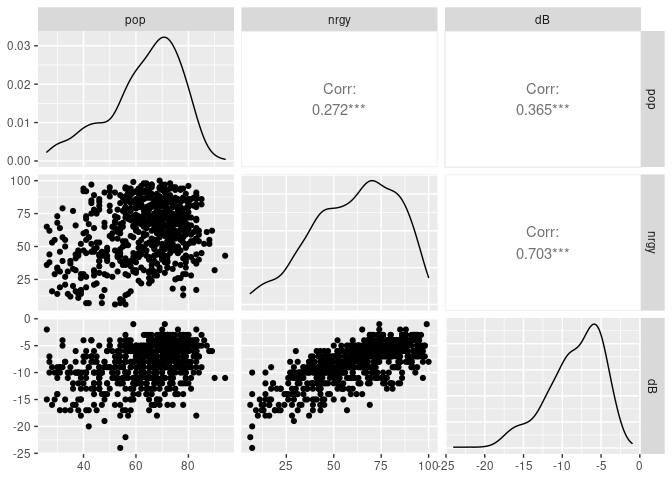 pop nrgy dB
0.03
0.02
0.01
0.00
Corr:
0.272***
Corr:
0.365***
pop
100
75
50
25
Corr:
0.703***
nrgy
0
-5
-10
-15
-20
-25
dB
40 60 80
25 50 75 100
-25 -20 -15 -10 -5 0